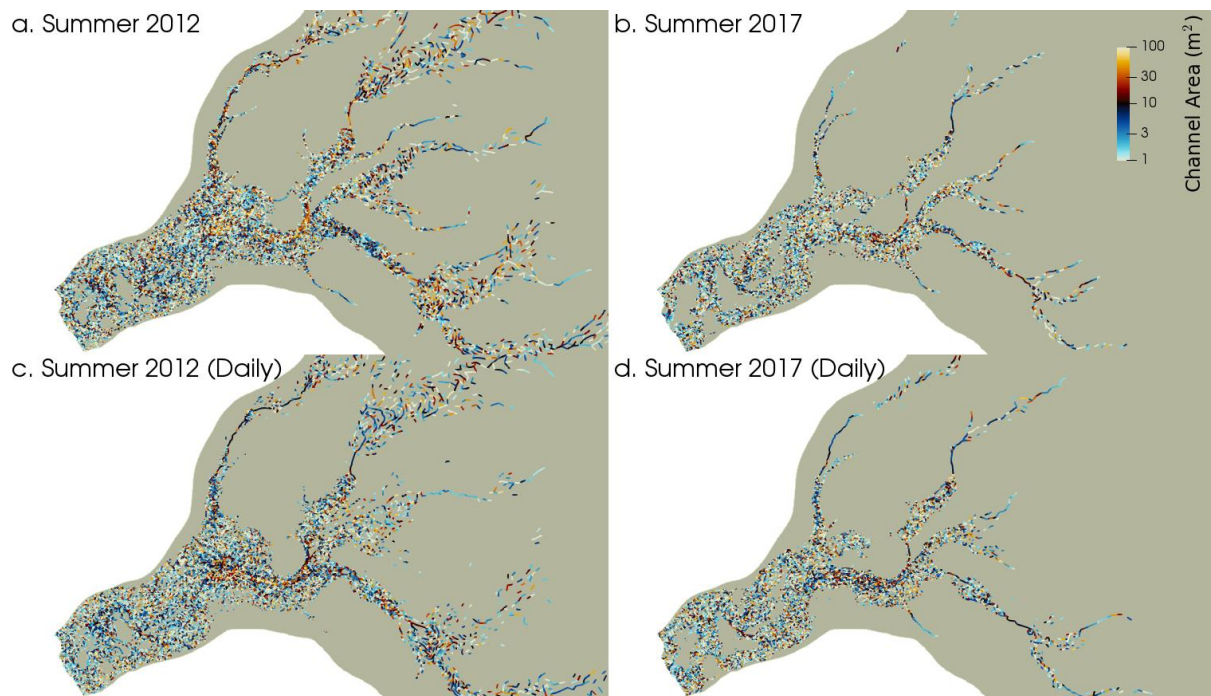 a. Summer 2012
b. Summer 2017
100
30
10
3
1
Channel Area (m²)
c. Summer 2012 (Daily)
d. Summer 2017 (Daily)